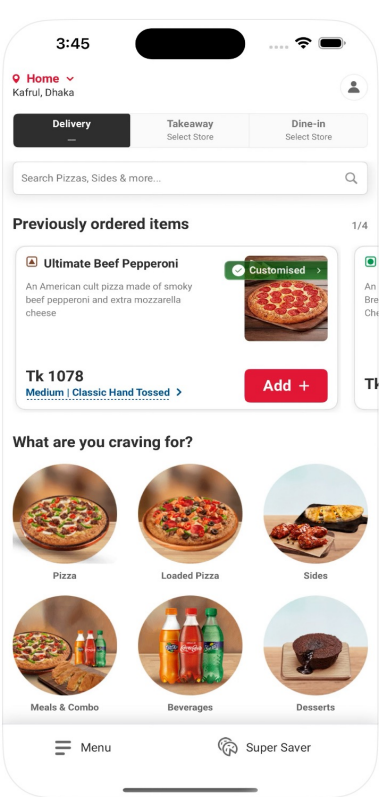 3:45
Home
Kafrul, Dhaka
Delivery
Takeaway
Select Store
Dine-in
Select Store
Search Pizzas, Sides & more...
Previously ordered items
1/4
Ultimate Beef Pepperoni
An American cult pizza made of smoky
beef pepperoni and extra mozzarella
cheese
Customised
Tk 1078
Medium | Classic Hand Tossed
Add +
An
Bre
Che
What are you craving for?
Pizza
Loaded Pizza
Sides
Meals & Combo
Beverages
Desserts
Menu
Super Saver